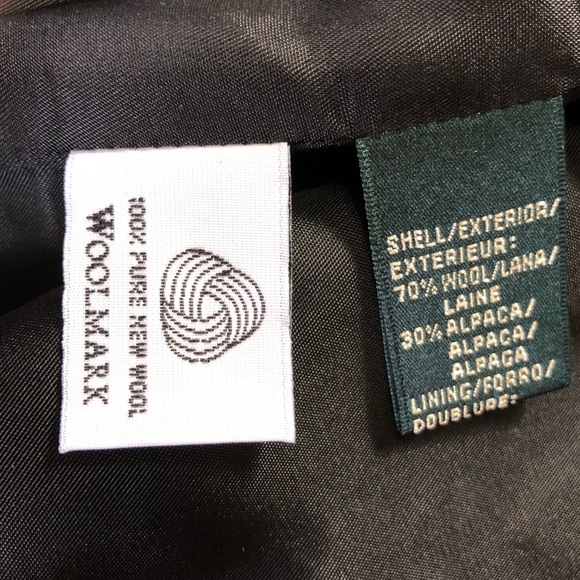 100% PURE NEW WOOL
WOOLMARK
SHELL/EXTERIOR/
EXTERIEUR:
70% WOOL/LANA/
LAINE
30% ALPACA/
ALPACA/
ALPAGA
LINING/FORRO/
DOUBLURE: